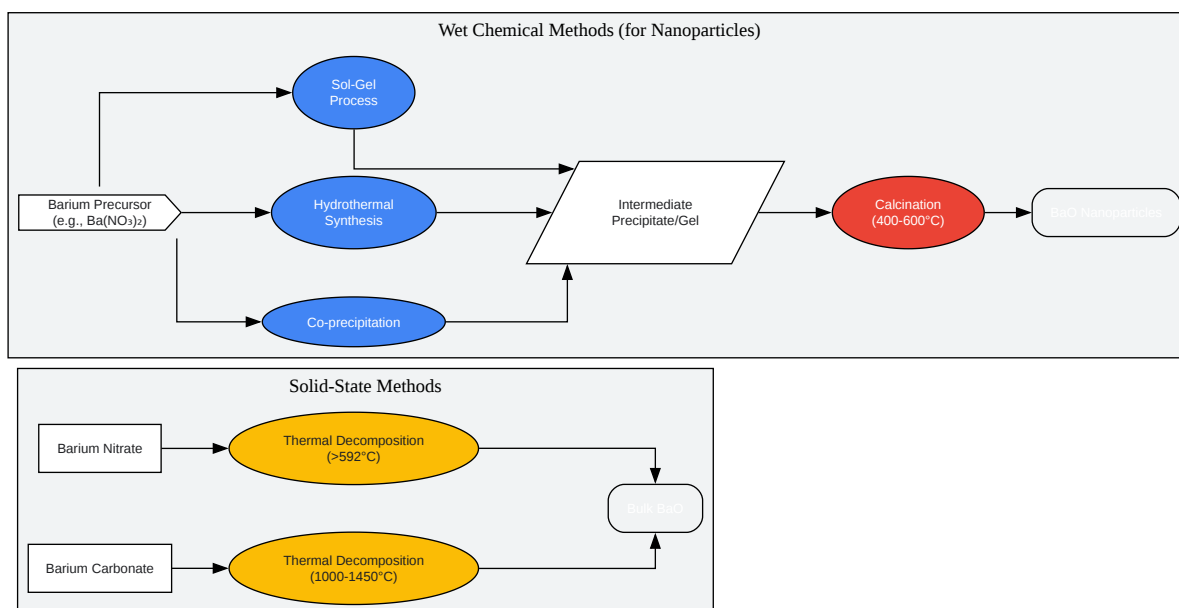 Wet Chemical Methods (for Nanoparticles)
Sol-Gel
Process
Barium Precursor
(e.g., Ba(NO₃)₂)
Hydrothermal
Synthesis
Co-precipitation
Intermediate
Precipitate/Gel
Calcination
(400-600°C)
BaO Nanoparticles
Solid-State Methods
Barium Nitrate
Thermal Decomposition
(>592°C)
Bulk BaO
Barium Carbonate
Thermal Decomposition
(1000-1450°C)